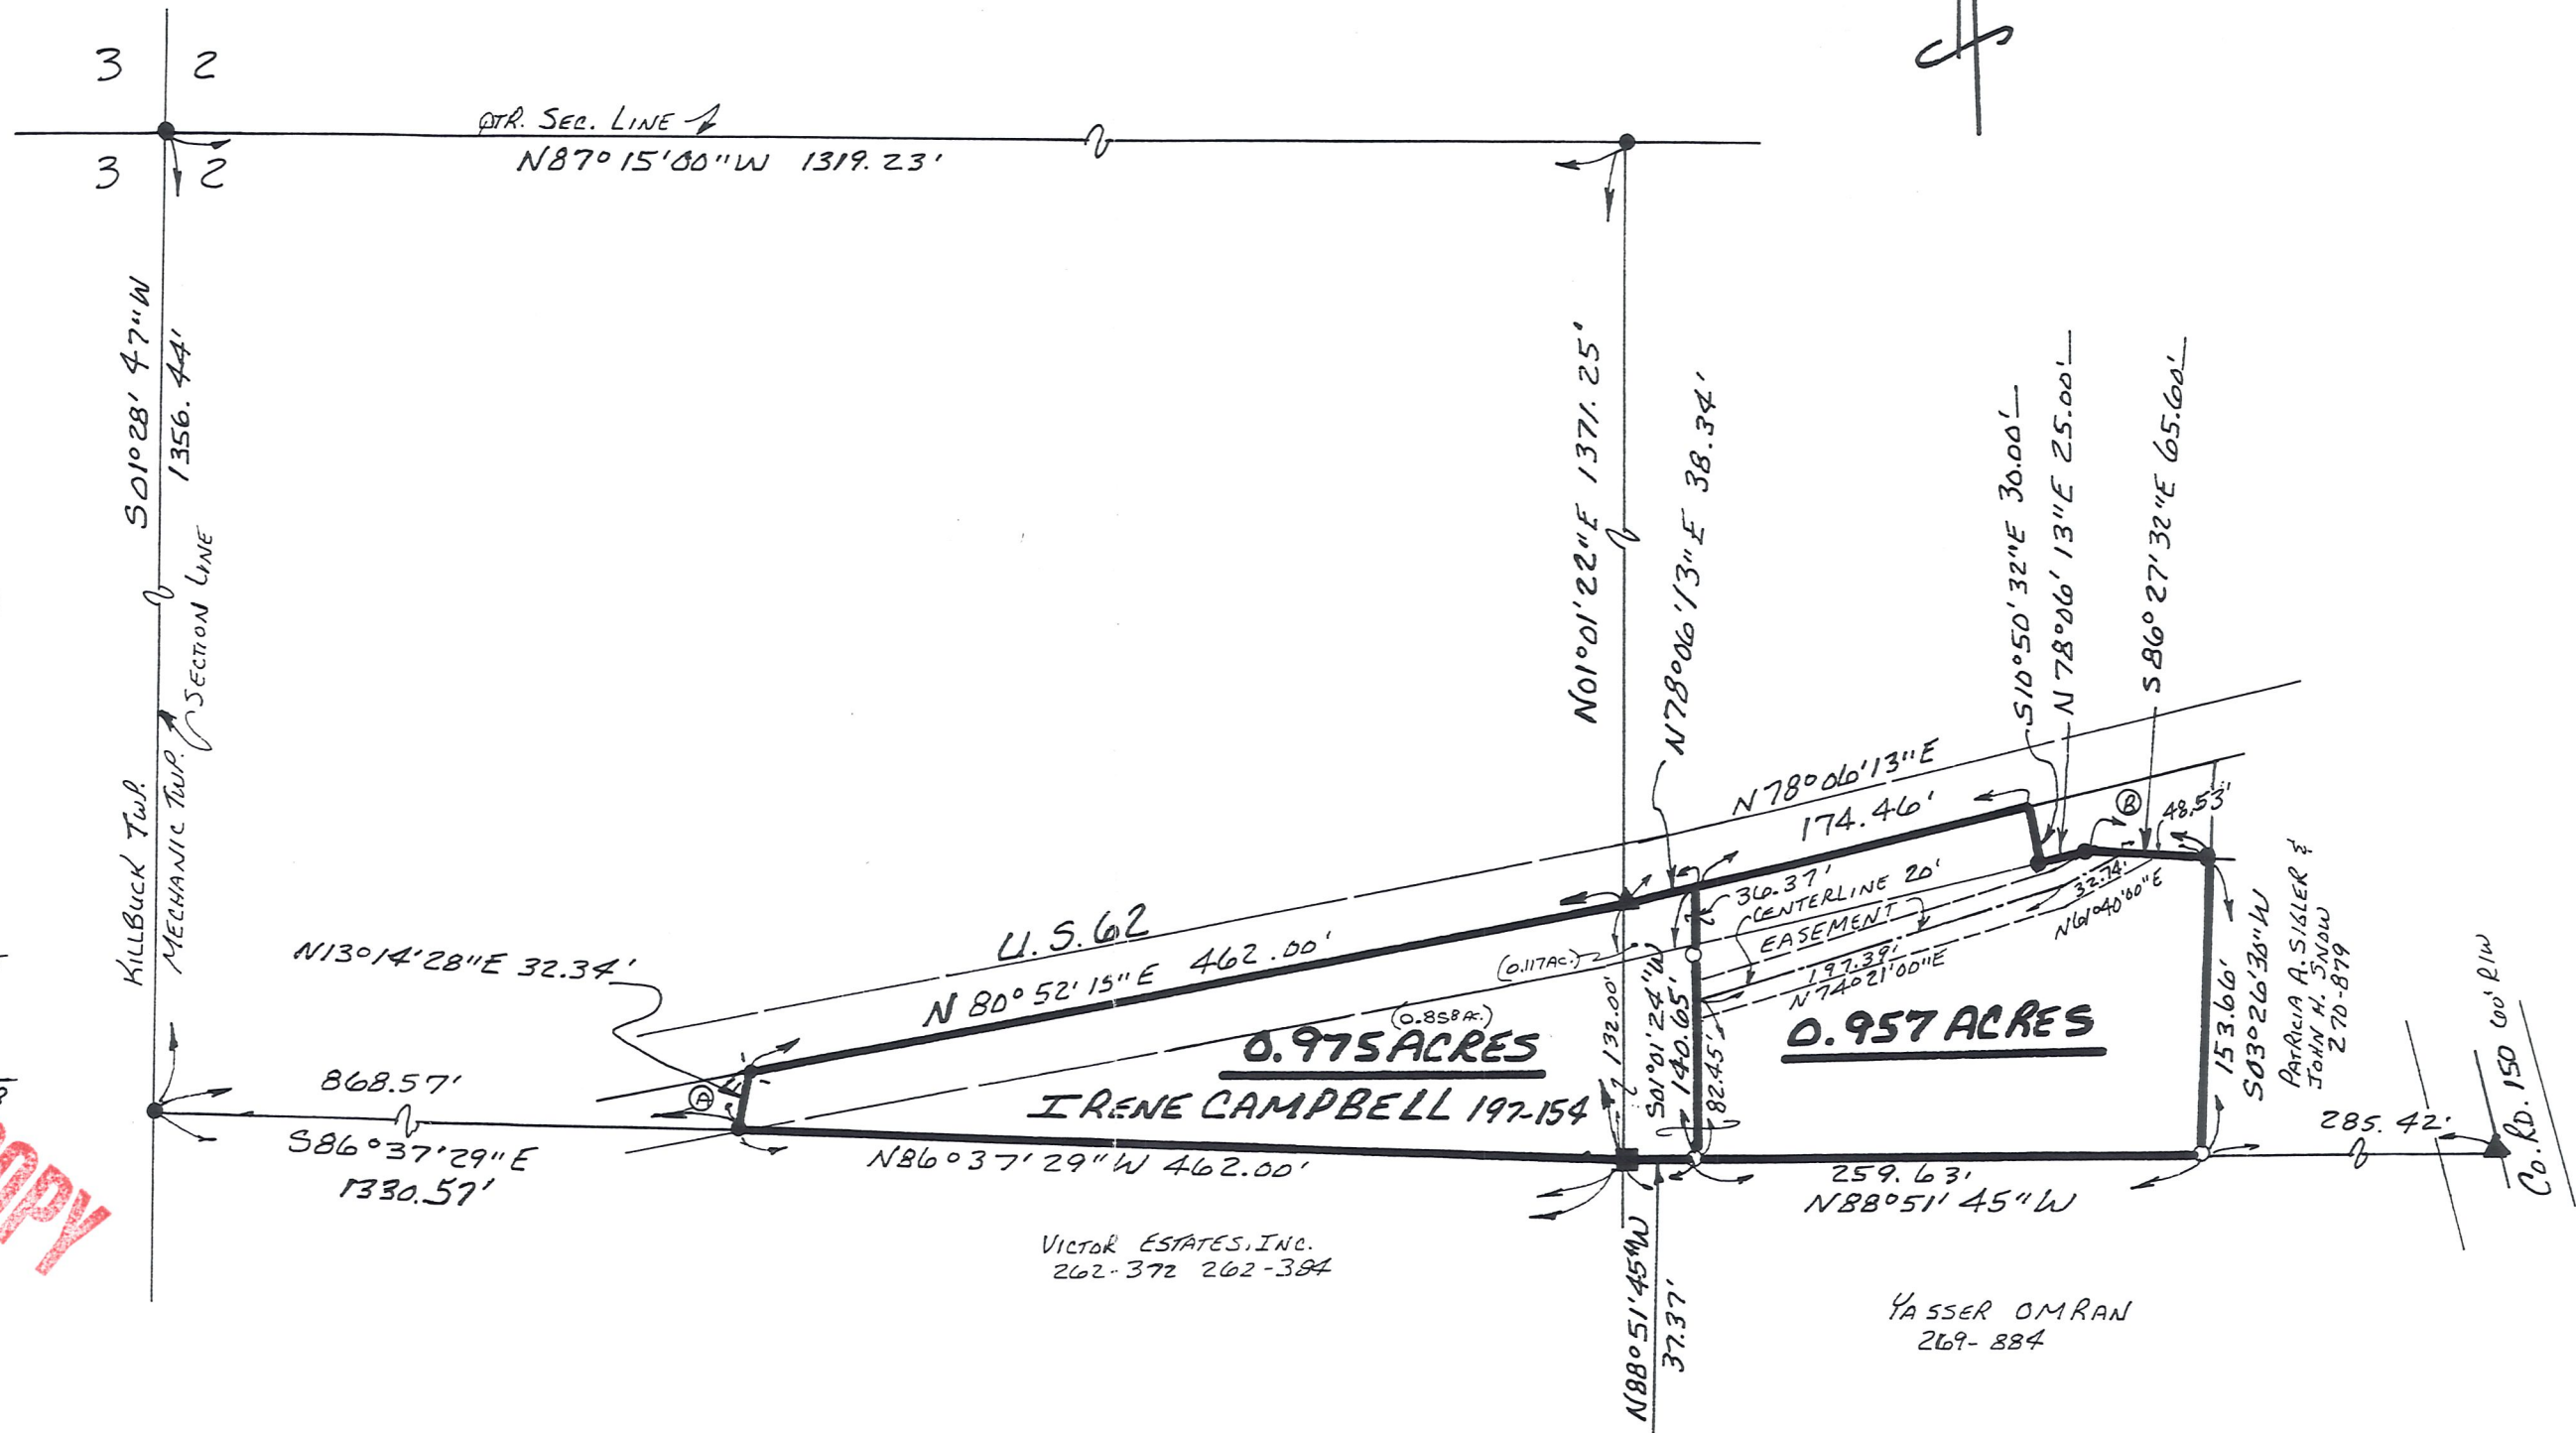 3 2
QTR. SEC. LINE
N87°15'00"W 1319.23'
3 2
S01°28'47"W
1356.44'
SECTION LINE
KILLBUCK TWP.
MECHANIC TWP.
N01°01'22"E 1371.25'
N78°06'13"E 38.34'
S10°50'32"E 30.00'
N78°06'13"E 25.00'
S86°27'32"E 65.60'
N78°06'13"E
174.46'
B
48.53'
36.37'
CENTERLINE 20'
EASEMENT
32.74'
N61°40'00"E
197.39'
N74°21'00"E
U.S. 62
N80°52'15"E 462.00'
N13°14'28"E 32.34'
(0.117AC.)
(0.858A.)
0.975 ACRES
IRENE CAMPBELL 197-154
132.00'
S01°01'24"W
140.65'
82.45'
0.957 ACRES
153.66'
S03°26'30"W
PATRICIA A. SIBLER &
JOHN H. SNOW
270-879
CO. RD. 150 60' R/W
285.42'
868.57'
A
S86°37'29"E
1330.57'
N86°37'29"W 462.00'
259.63'
N88°51'45"W
N88°51'45"W
37.37'
VICTOR ESTATES, INC.
262-372 262-384
YASSER OMRAN
269-884
OPY